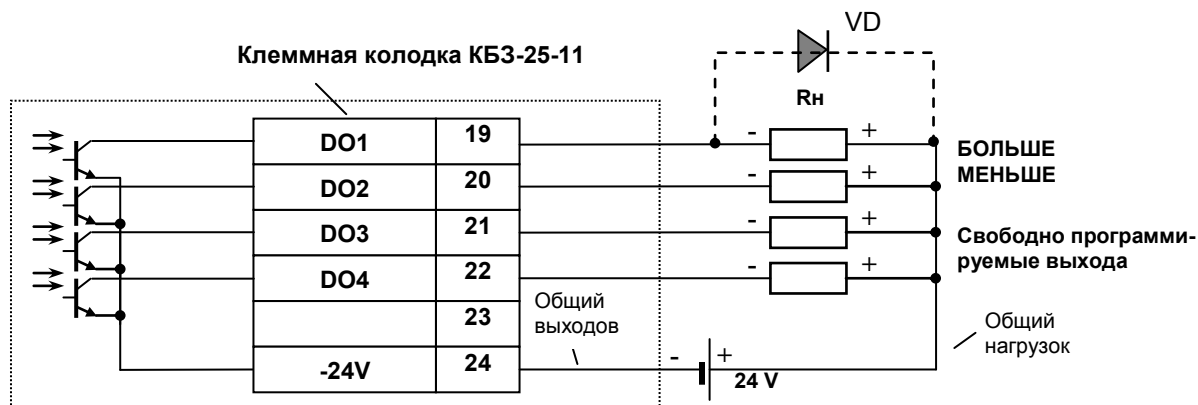 VD
Клеммная колодка КБЗ-25-11
Rн
DO1 19 - +
БОЛЬШЕ
МЕНЬШЕ
DO2 20 - +
DO3 21 - +
Свободно программи-
руемые выхода
DO4 22 - +
23
Общий
выходов
Общий
нагрузок
-24V 24 - +
24 V